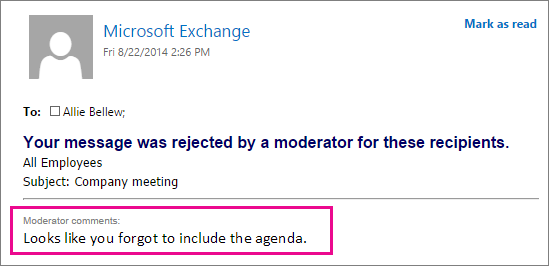 Microsoft Exchange
Mark as read
Fri 8/22/2014 2:26 PM
To: Allie Bellew;
Your message was rejected by a moderator for these recipients.
All Employees
Subject: Company meeting
Moderator comments:
Looks like you forgot to include the agenda.